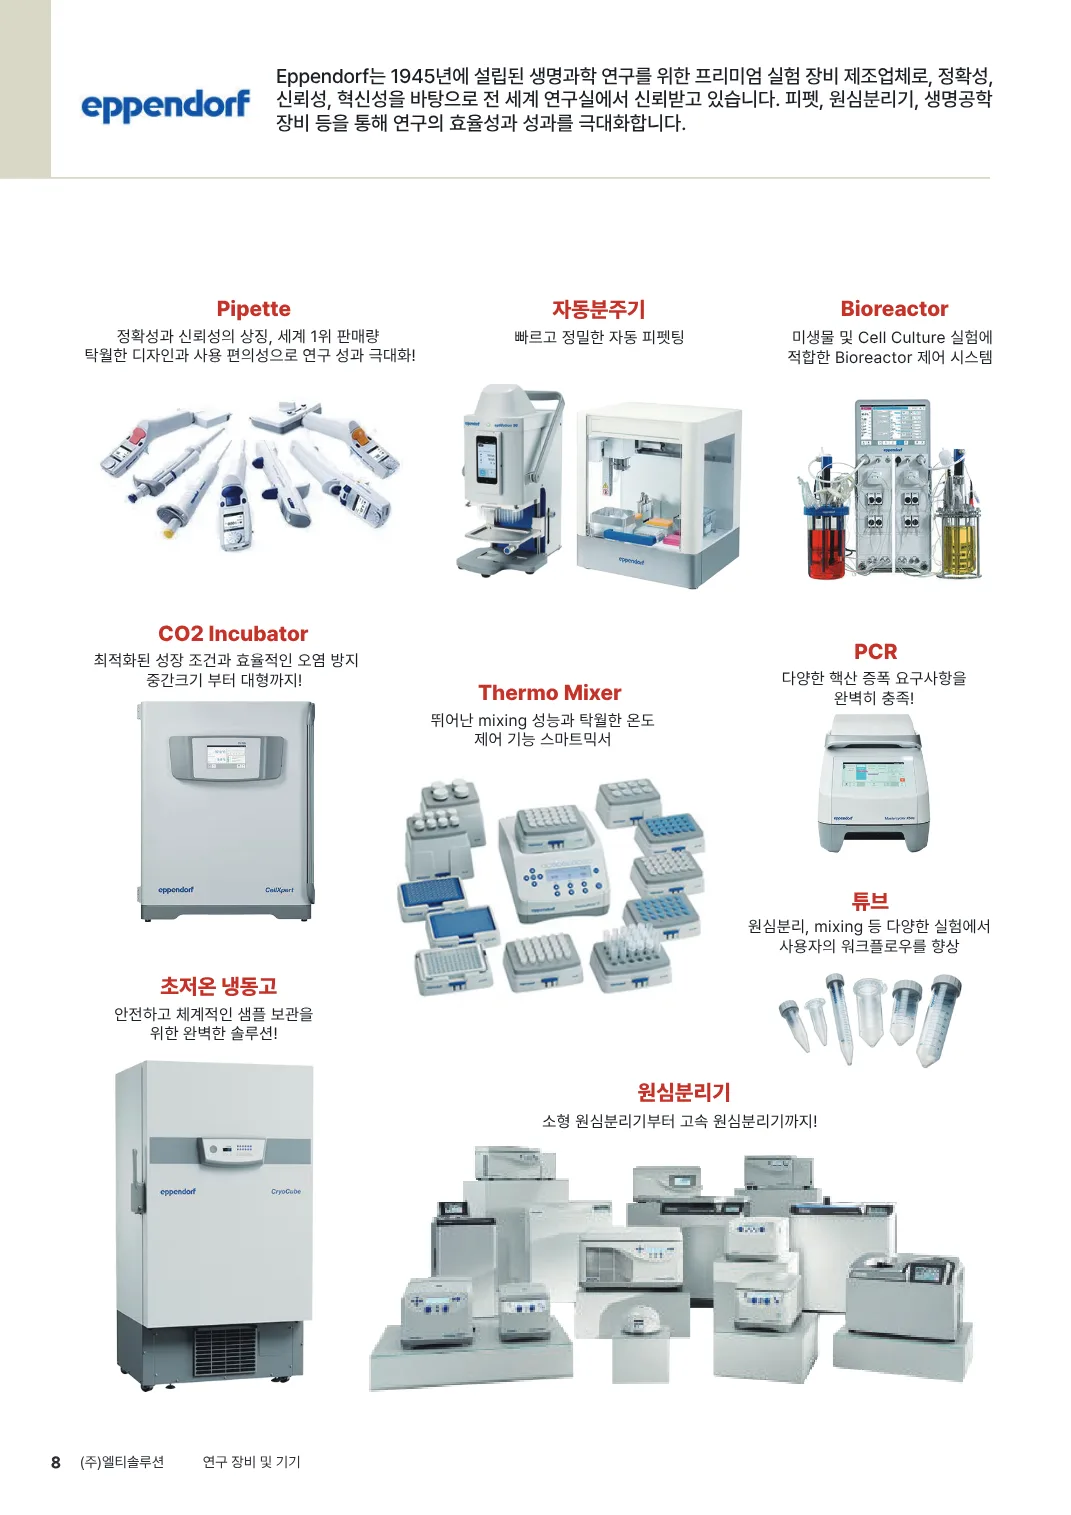 eppendorf
Eppendorf는 1945년에 설립된 생명과학 연구를 위한 프리미엄 실험 장비 제조업체로, 정확성,
신뢰성, 혁신성을 바탕으로 전 세계 연구실에서 신뢰받고 있습니다. 피펫, 원심분리기, 생명공학
장비 등을 통해 연구의 효율성과 성과를 극대화합니다.
Pipette
정확성과 신뢰성의 상징, 세계 1위 판매량
탁월한 디자인과 사용 편의성으로 연구 성과 극대화!
자동분주기
빠르고 정밀한 자동 피펫팅
eppendorf
eppendorf
Bioreactor
미생물 및 Cell Culture 실험에
적합한 Bioreactor 제어 시스템
eppendorf
CO2 Incubator
최적화된 성장 조건과 효율적인 오염 방지
중간크기 부터 대형까지!
eppendorf
CellXpert
Thermo Mixer
뛰어난 mixing 성능과 탁월한 온도
제어 기능 스마트믹서
eppendorf
PCR
다양한 핵산 증폭 요구사항을
완벽히 충족!
eppendorf
튜브
원심분리, mixing 등 다양한 실험에서
사용자의 워크플로우를 향상
초저온 냉동고
안전하고 체계적인 샘플 보관을
위한 완벽한 솔루션!
eppendorf
CryoCube
원심분리기
소형 원심분리기부터 고속 원심분리기까지!
8
(주)엘티솔루션
연구 장비 및 기기